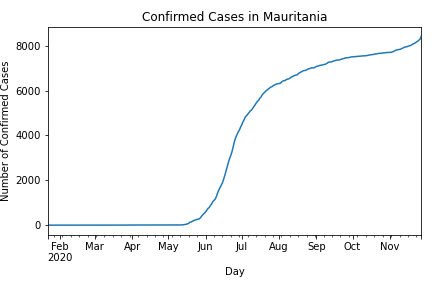 Confirmed Cases in Mauritania
Number of Confirmed Cases
8000
6000
4000
2000
0
Feb Mar Apr May Jun Jul Aug Sep Oct Nov
2020
Day